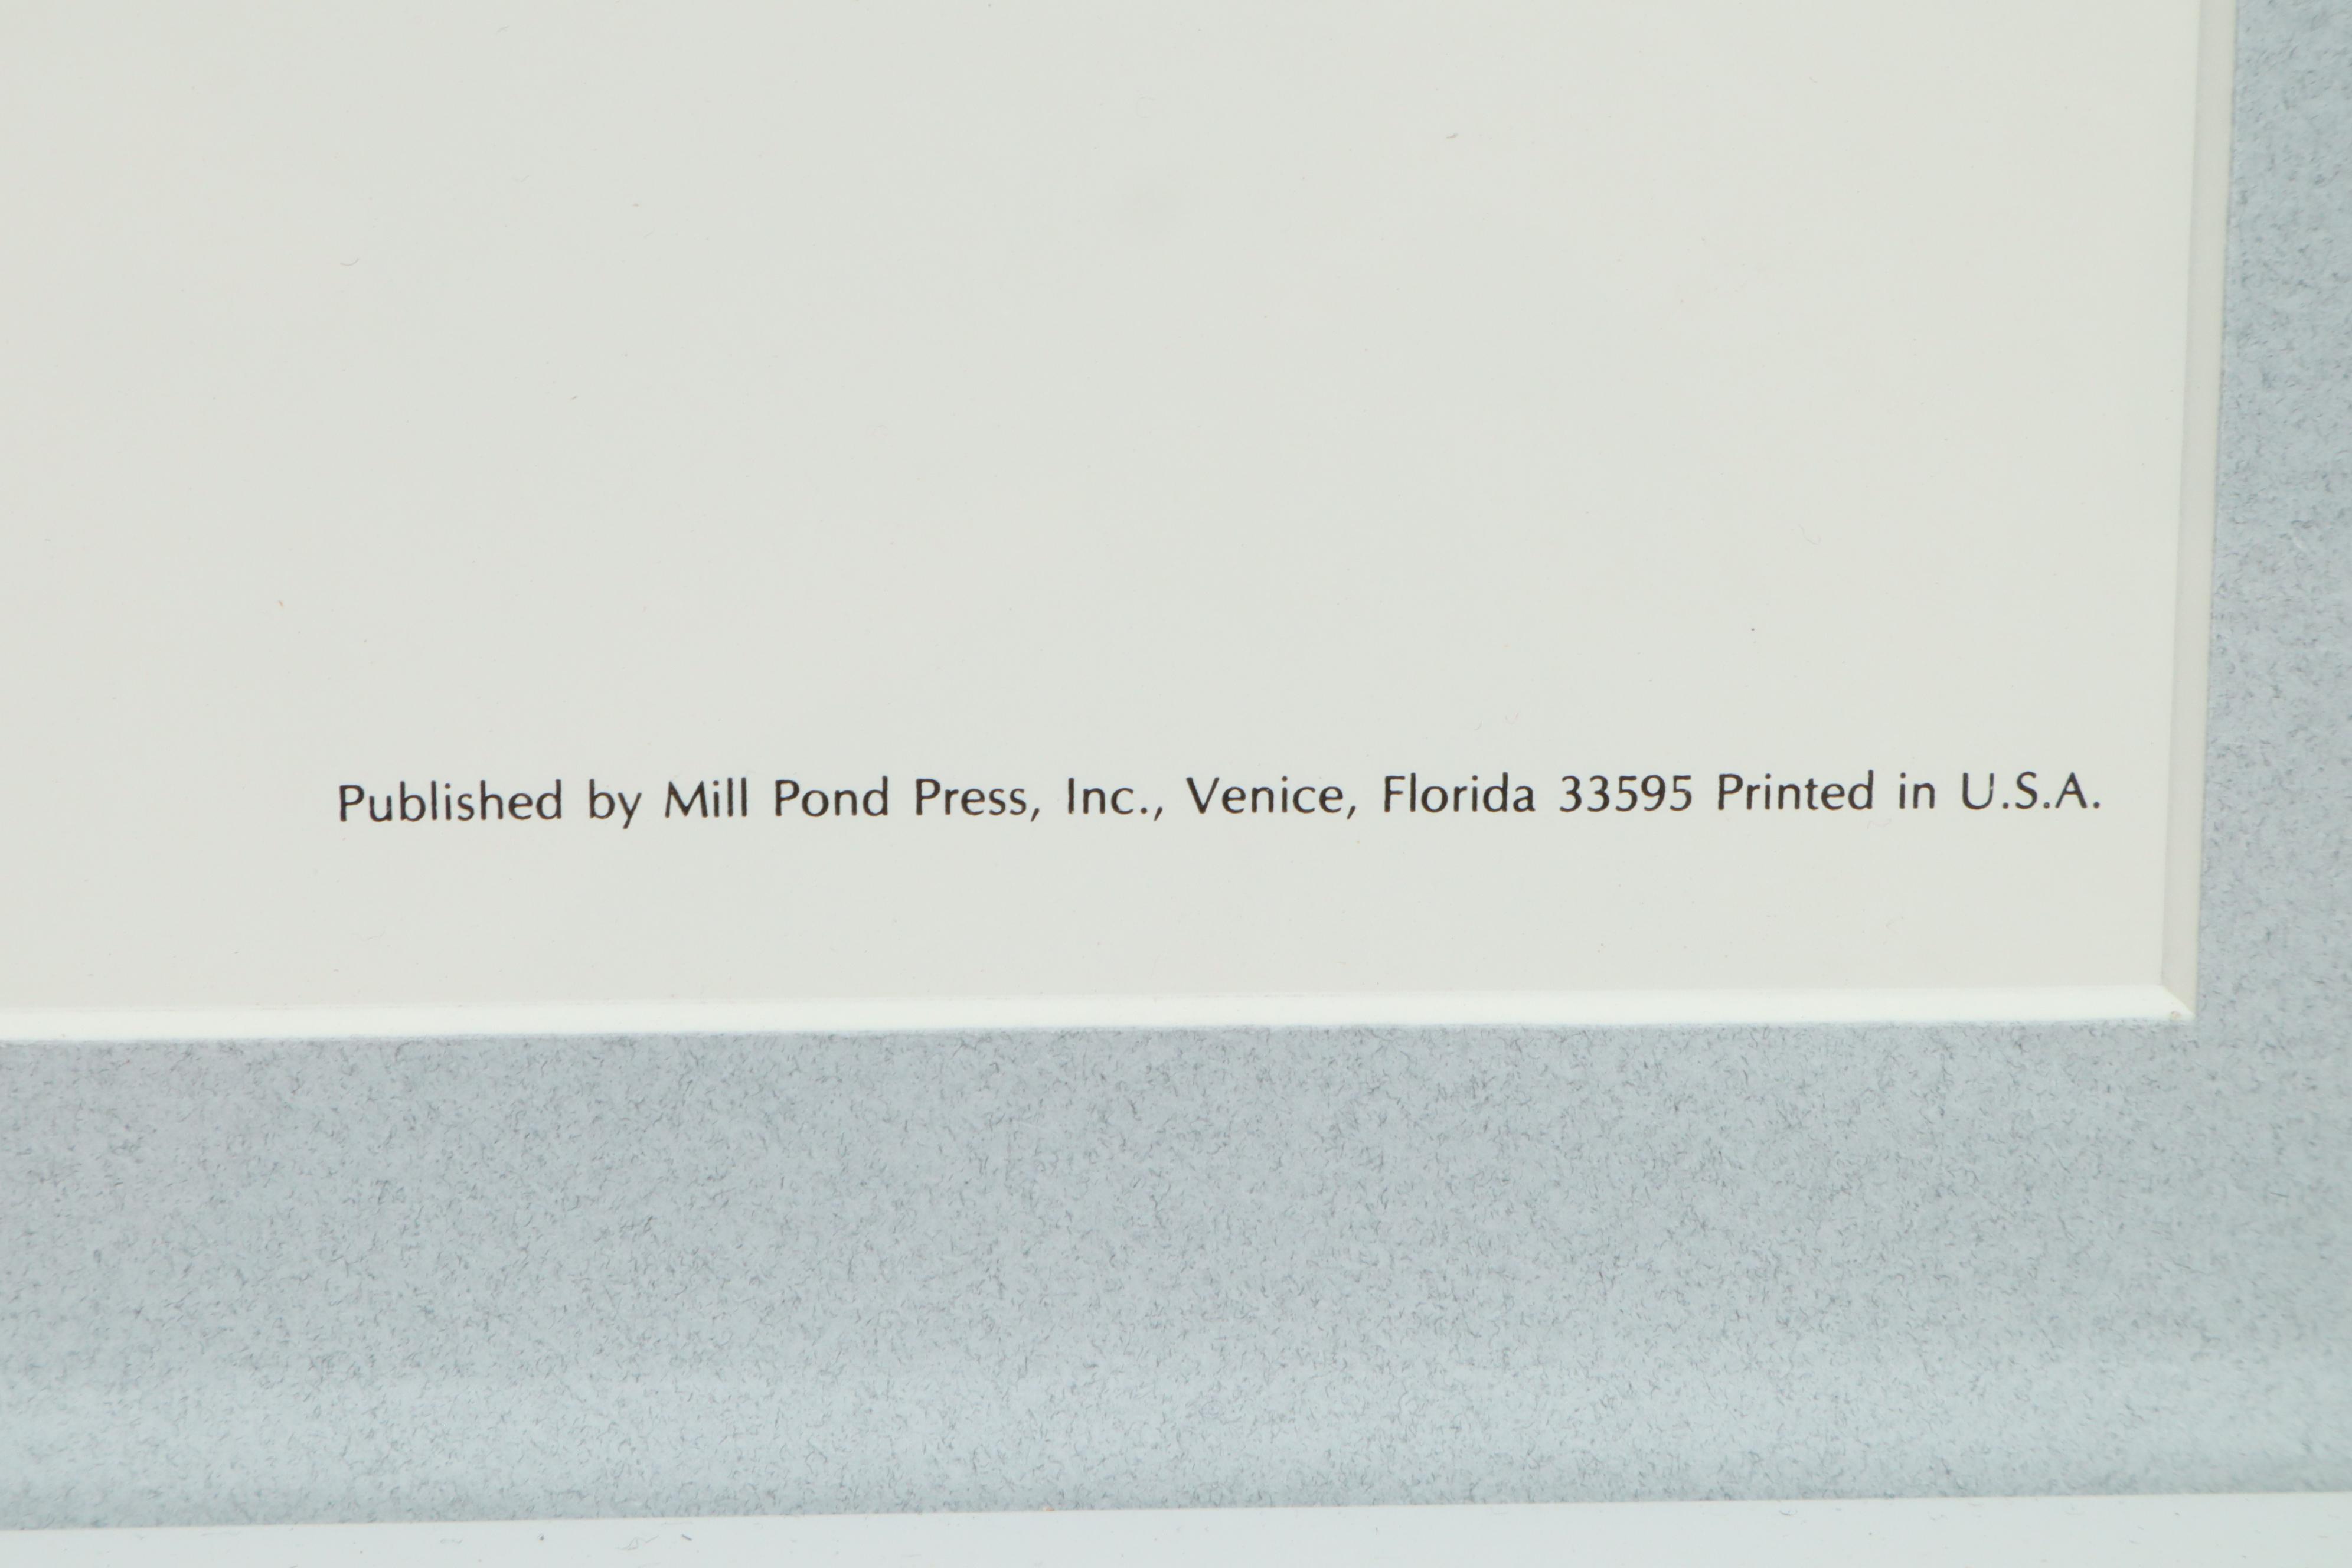 Published by Mill Pond Press, Inc., Venice, Florida 33595 Printed in U.S.A.